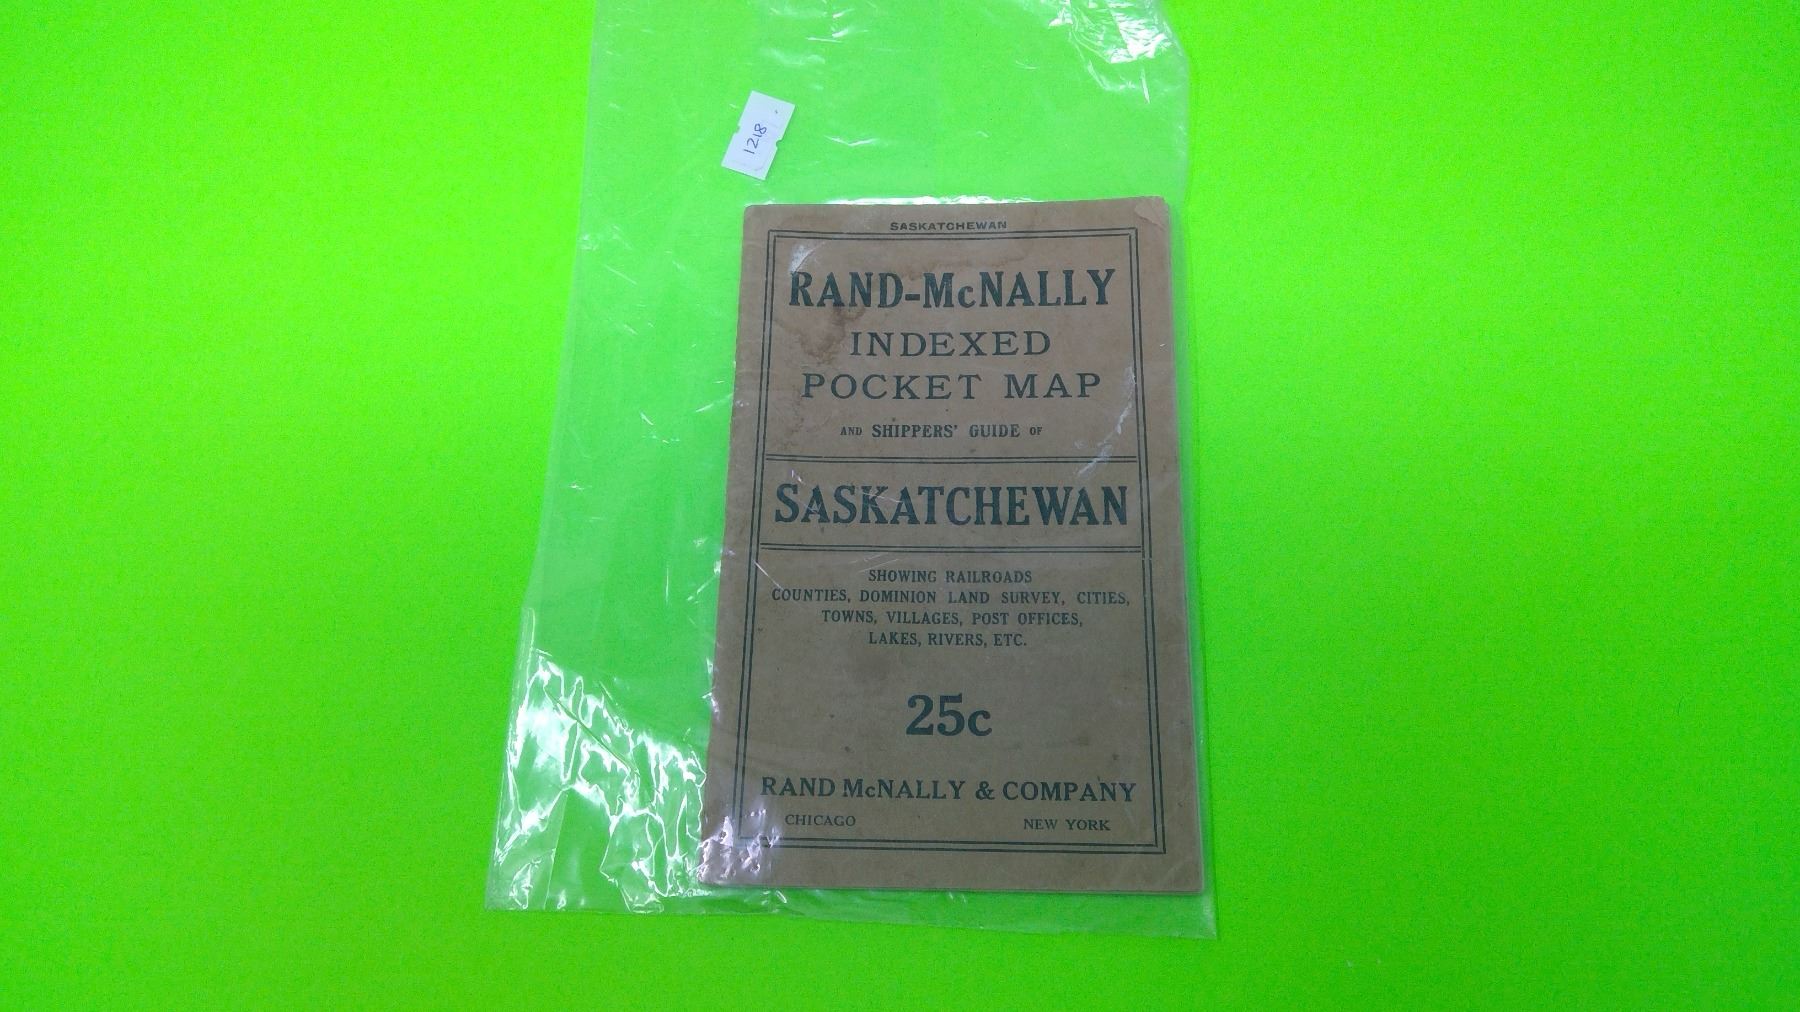 1218
SASKATCHEWAN
RAND-McNALLY
INDEXED
POCKET MAP
AND SHIPPERS' GUIDE OF
SASKATCHEWAN
SHOWING RAILROADS
COUNTIES, DOMINION LAND SURVEY, CITIES,
TOWNS, VILLAGES, POST OFFICES,
LAKES, RIVERS, ETC.
25c
RAND McNALLY & COMPANY
CHICAGO NEW YORK